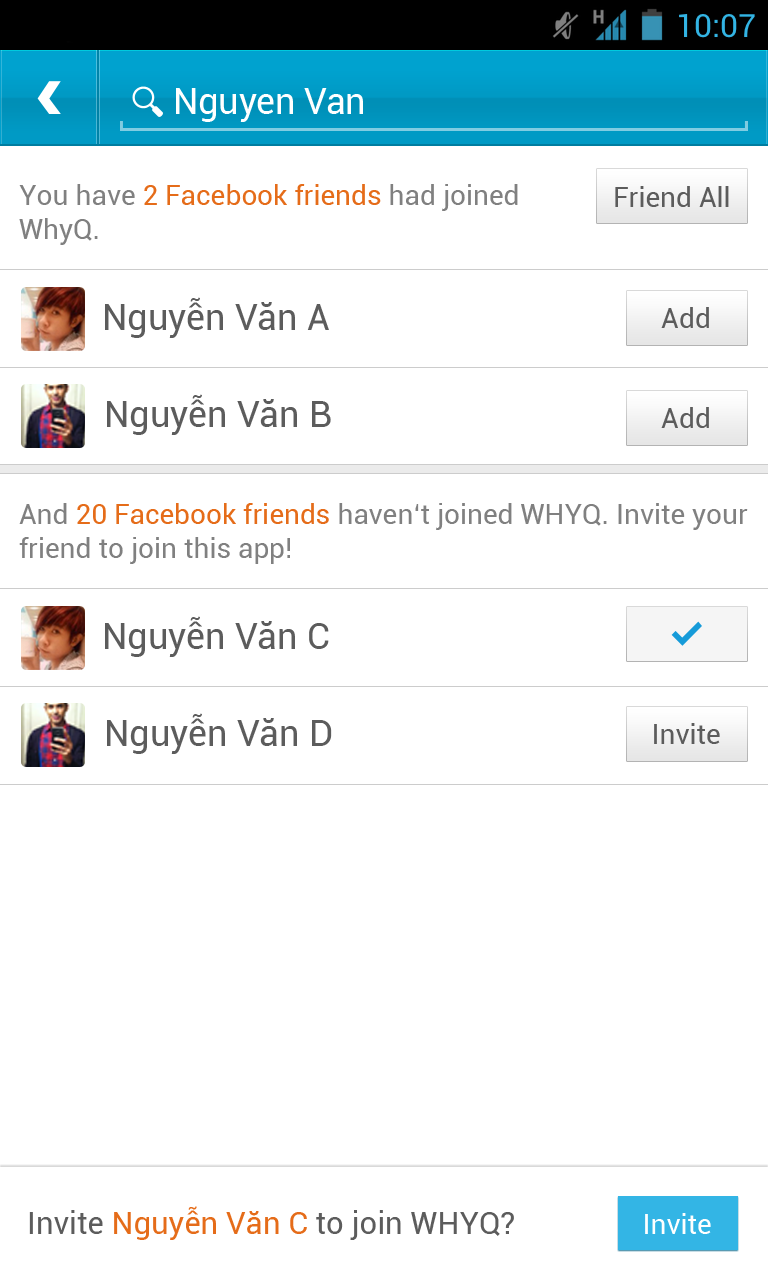 H 10:07
Nguyen Van
You have 2 Facebook friends had joined
WhyQ.
Friend All
Nguyễn Văn A
Add
Nguyễn Văn B
Add
And 20 Facebook friends haven‘t joined WHYQ. Invite your
friend to join this app!
Nguyễn Văn C
Nguyễn Văn D
Invite
Invite Nguyễn Văn C to join WHYQ?
Invite